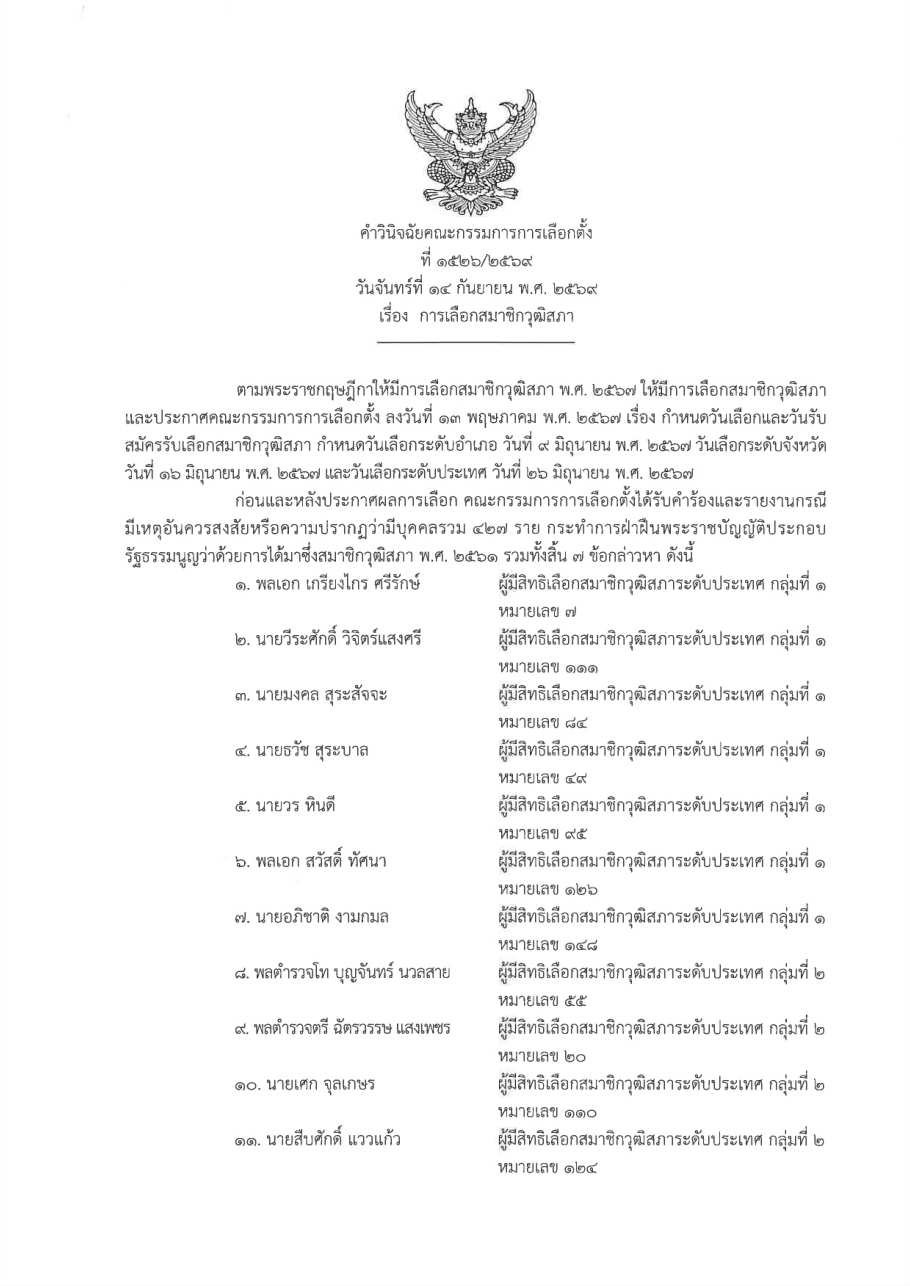 คำวินิจฉัยคณะกรรมการการเลือกตั้ง
ที่ ๑๕๒๖/๒๕๖๙
วันจันทร์ที่ ๑๔ กันยายน พ.ศ. ๒๕๖๙
เรื่อง การเลือกสมาชิกวุฒิสภา
ตามพระราชกฤษฎีกาให้มีการเลือกสมาชิกวุฒิสภา พ.ศ. ๒๕๖๗ ให้มีการเลือกสมาชิกวุฒิสภา
และประกาศคณะกรรมการการเลือกตั้ง ลงวันที่ ๑๓ พฤษภาคม พ.ศ. ๒๕๖๗ เรื่อง กำหนดวันเลือกและวันรับ
สมัครรับเลือกสมาชิกวุฒิสภา กำหนดวันเลือกระดับอำเภอ วันที่ ๙ มิถุนายน พ.ศ. ๒๕๖๗ วันเลือกระดับจังหวัด
วันที่ ๑๖ มิถุนายน พ.ศ. ๒๕๖๗ และวันเลือกระดับประเทศ วันที่ ๒๖ มิถุนายน พ.ศ. ๒๕๖๗
ก่อนและหลังประกาศผลการเลือก คณะกรรมการการเลือกตั้งได้รับคำร้องและรายงานกรณี
มีเหตุอันควรสงสัยหรือความปรากฏว่ามีบุคคลรวม ๔๒๗ ราย กระทำการฝ่าฝืนพระราชบัญญัติประกอบ
รัฐธรรมนูญว่าด้วยการได้มาซึ่งสมาชิกวุฒิสภา พ.ศ. ๒๕๖๑ รวมทั้งสิ้น ๗ ข้อกล่าวหา ดังนี้
๑. พลเอก เกรียงไกร ศรีรักษ์ ผู้มีสิทธิเลือกสมาชิกวุฒิสภาระดับประเทศ กลุ่มที่ ๑
หมายเลข ๗
๒. นายวีระศักดิ์ วิจิตร์แสงศรี ผู้มีสิทธิเลือกสมาชิกวุฒิสภาระดับประเทศ กลุ่มที่ ๑
หมายเลข ๑๑๑
๓. นายมงคล สุระสัจจะ ผู้มีสิทธิเลือกสมาชิกวุฒิสภาระดับประเทศ กลุ่มที่ ๑
หมายเลข ๘๔
๔. นายธวัช สุระบาล ผู้มีสิทธิเลือกสมาชิกวุฒิสภาระดับประเทศ กลุ่มที่ ๑
หมายเลข ๔๙
๕. นายวร หินดี ผู้มีสิทธิเลือกสมาชิกวุฒิสภาระดับประเทศ กลุ่มที่ ๑
หมายเลข ๙๕
๖. พลเอก สวัสดิ์ ทัศนา ผู้มีสิทธิเลือกสมาชิกวุฒิสภาระดับประเทศ กลุ่มที่ ๑
หมายเลข ๑๒๖
๗. นายอภิชาติ งามกมล ผู้มีสิทธิเลือกสมาชิกวุฒิสภาระดับประเทศ กลุ่มที่ ๑
หมายเลข ๑๔๘
๘. พลตำรวจโท บุญจันทร์ นวลสาย ผู้มีสิทธิเลือกสมาชิกวุฒิสภาระดับประเทศ กลุ่มที่ ๒
หมายเลข ๕๕
๙. พลตำรวจตรี ฉัตรวรรษ แสงเพชร ผู้มีสิทธิเลือกสมาชิกวุฒิสภาระดับประเทศ กลุ่มที่ ๒
หมายเลข ๒๐
๑๐. นายเศก จุลเกษร ผู้มีสิทธิเลือกสมาชิกวุฒิสภาระดับประเทศ กลุ่มที่ ๒
หมายเลข ๑๑๐
๑๑. นายสืบศักดิ์ แววแก้ว ผู้มีสิทธิเลือกสมาชิกวุฒิสภาระดับประเทศ กลุ่มที่ ๒
หมายเลข ๑๒๔